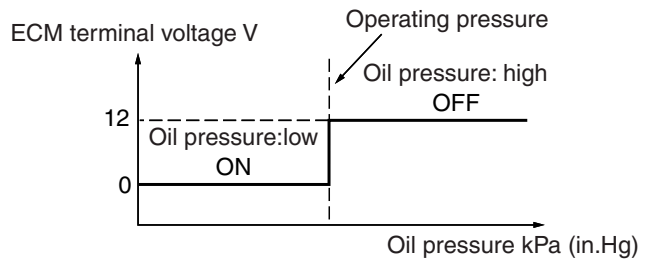 Operating pressure
ECM terminal voltage V
Oil pressure: high
OFF
12
Oil pressure:low
ON
0
Oil pressure kPa (in.Hg)